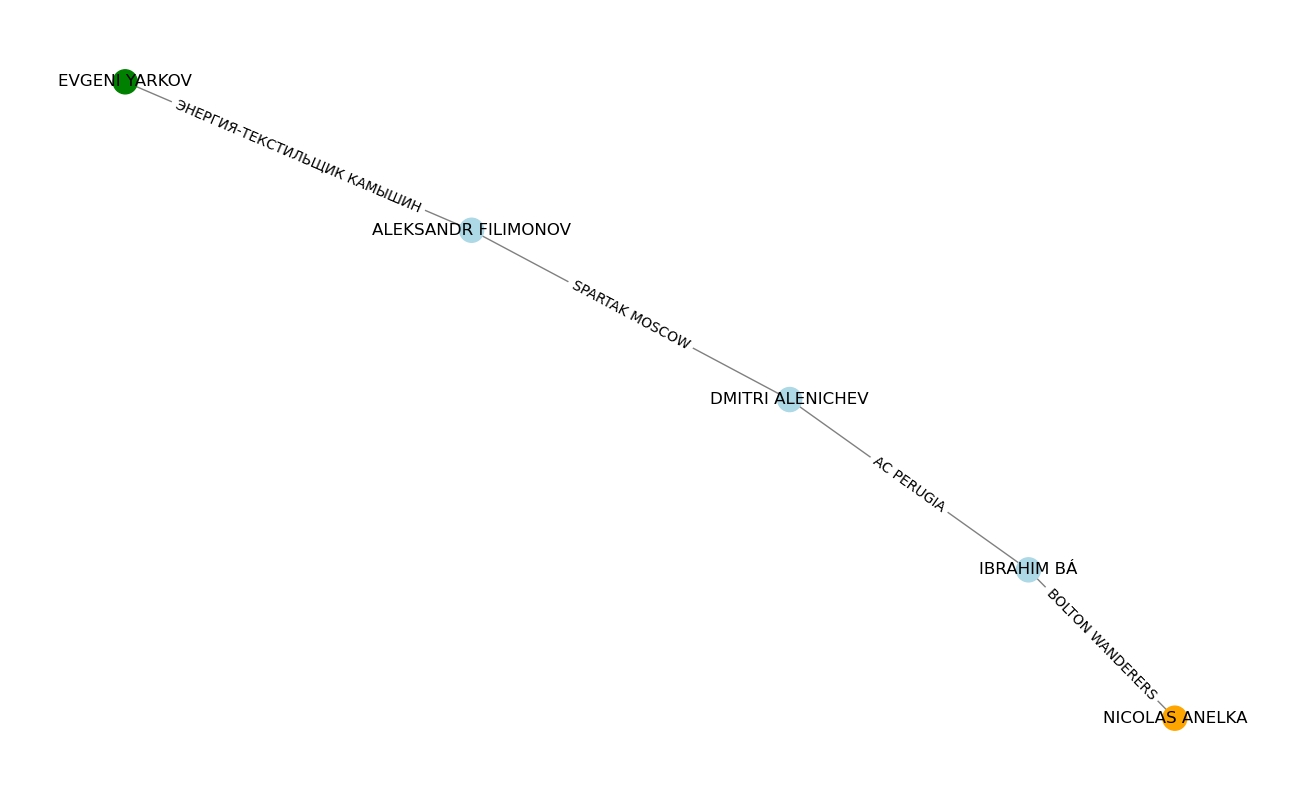 EVGENI YARKOV
ЭНЕРГИЯ-ТЕКСТИЛЬЩИК КАМЫШИН
ALEKSANDR FILIMONOV
SPARTAK MOSCOW
DMITRI ALENICHEV
AC PERUGIA
IBRAHIM BÁ
BOLTON WANDERERS
NICOLAS ANELKA